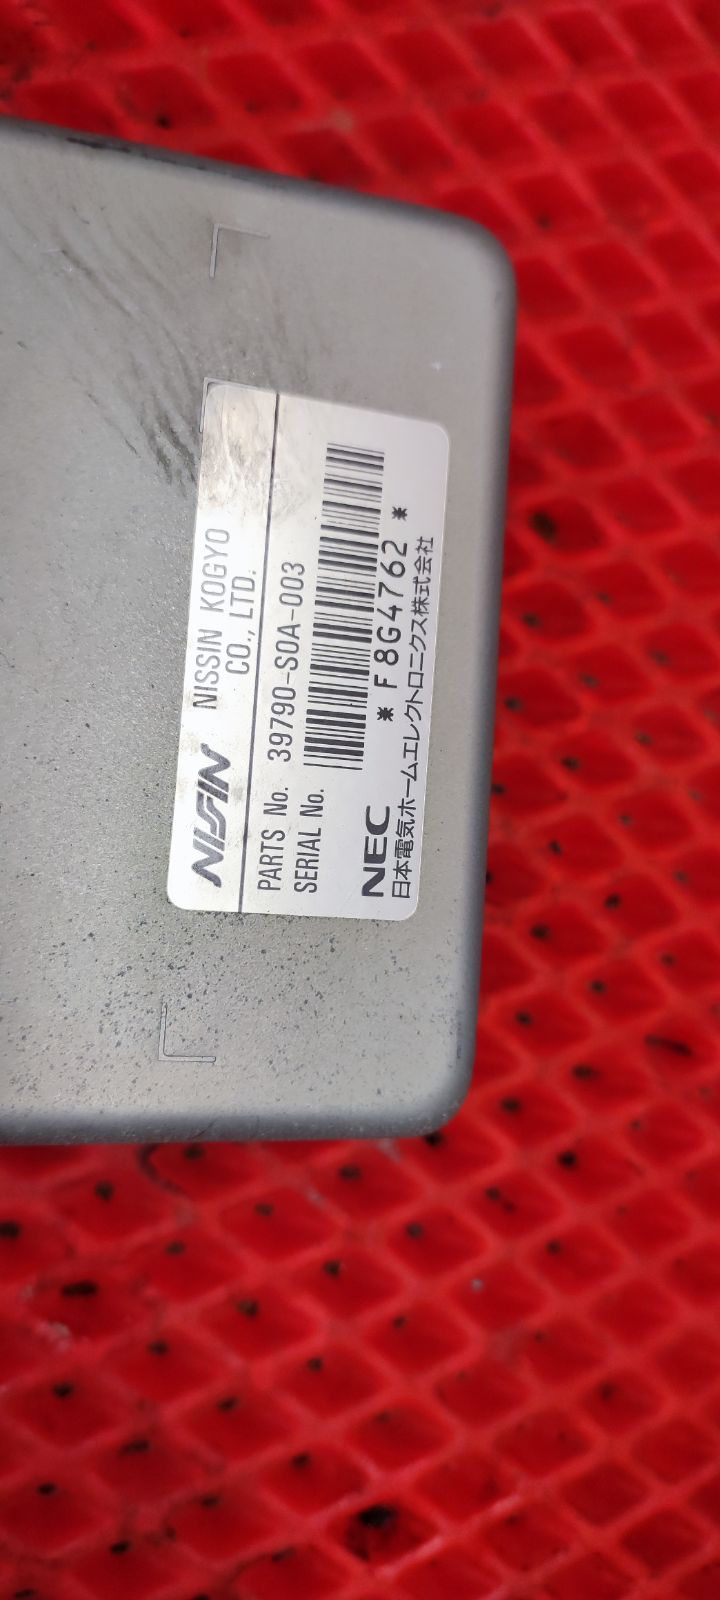 NISSIN NISSIN KOGYO
CO., LTD.
PARTS No. 39790-S0A-003
SERIAL No.
* F8G4762 *
NEC
日本電気ホームエレクトロニクス株式会社